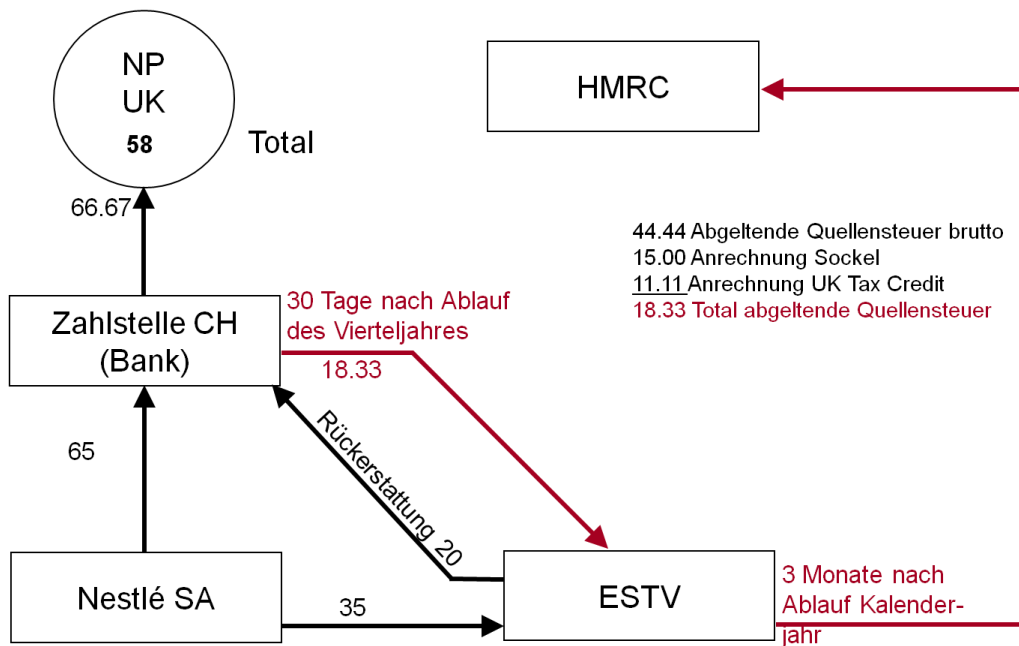 NP
UK
58
Total
HMRC
66.67
44.44 Abgeltende Quellensteuer brutto
15.00 Anrechnung Sockel
11.11 Anrechnung UK Tax Credit
18.33 Total abgeltende Quellensteuer
Zahlstelle CH
(Bank)
30 Tage nach Ablauf
des Vierteljahres
18.33
65
Rückerstattung 20
Nestlé SA
35
ESTV
3 Monate nach
Ablauf Kalender-
jahr